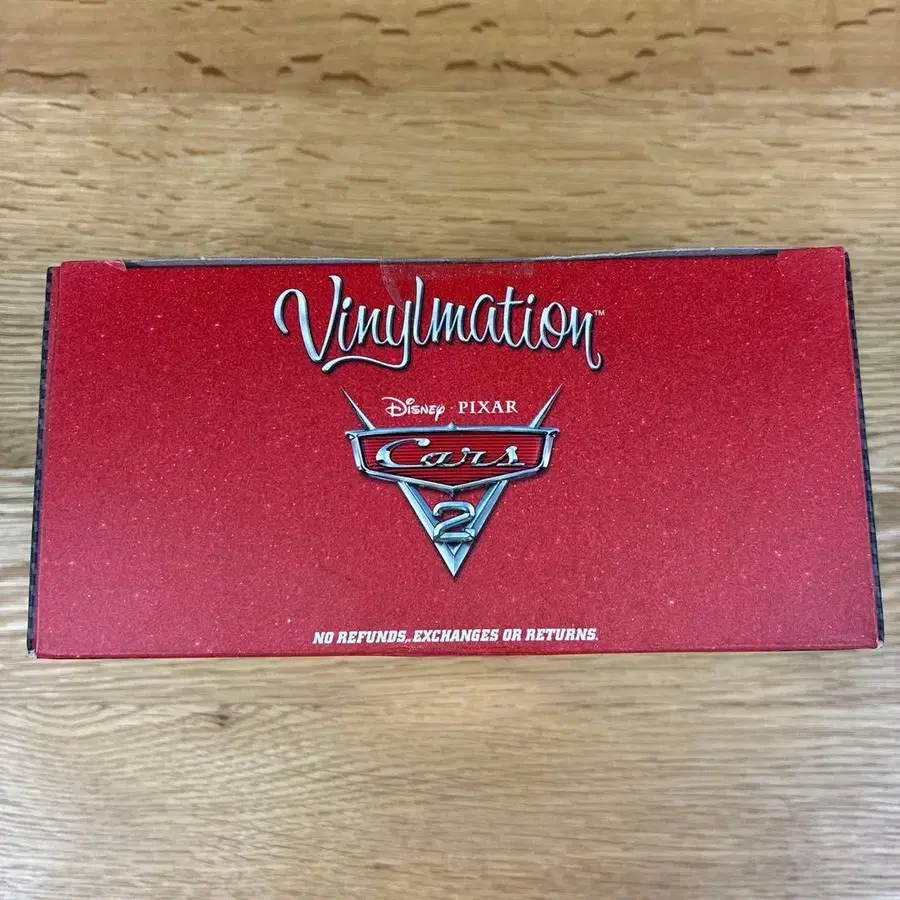 Vinylmation™
Disney · PIXAR
Cars
2
NO REFUNDS, EXCHANGES OR RETURNS.